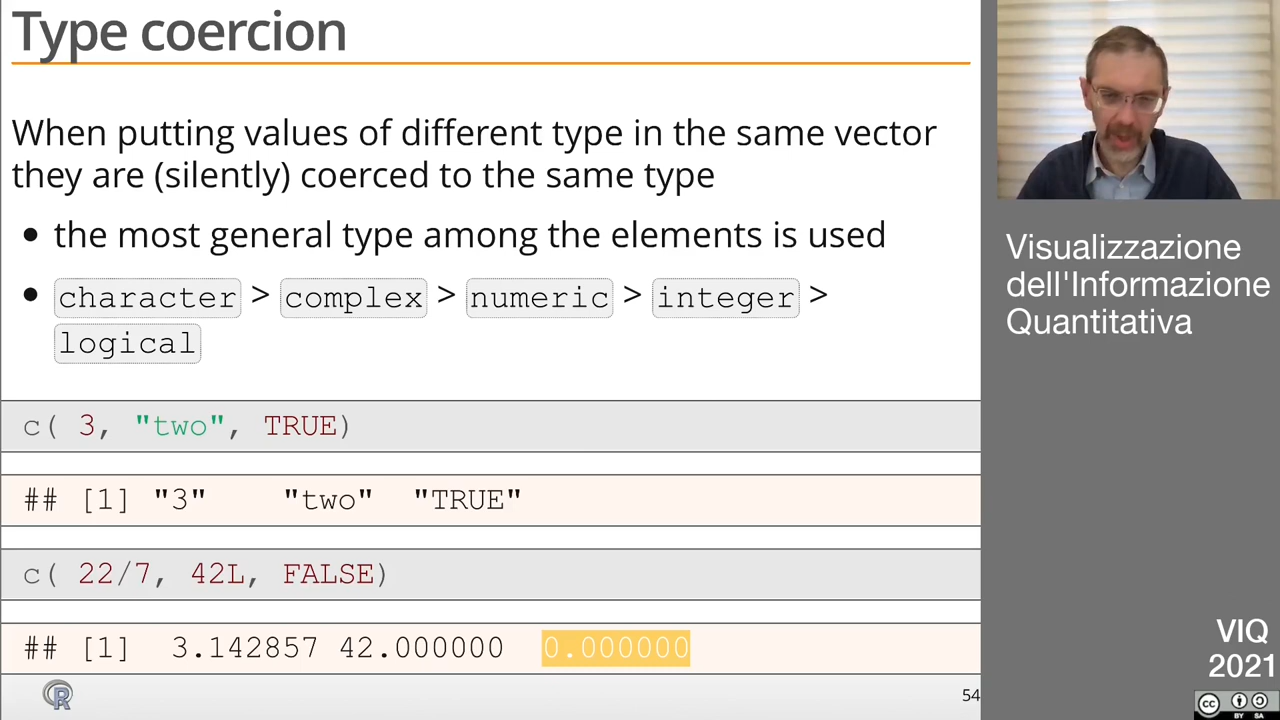 Type coercion
When putting values of different type in the same vector
they are (silently) coerced to the same type
• the most general type among the elements is used
• character > complex > numeric > integer >
logical
c( 3, "two", TRUE)
## [1] "3"    "two"  "TRUE"
c( 22/7, 42L, FALSE)
## [1]  3.142857 42.000000  0.000000
R
54
Visualizzazione
dell'Informazione
Quantitativa
VIQ
2021
cc
BY SA